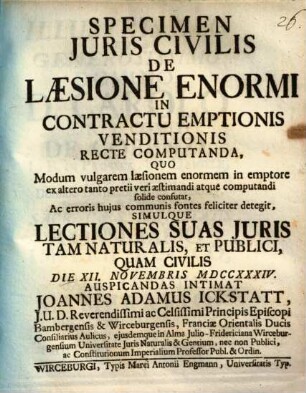 26.
SPECIMEN
JURIS CIVILIS
DE
LÆSIONE ENORMI
IN
CONTRACTU EMPTIONIS
VENDITIONIS
RECTE COMPUTANDA,
QUO
Modum vulgarem læsionem enormem in emptore
ex altero tanto pretii veri æstimandi atque computandi
solide confutat,
Ac erroris hujus communis fontes feliciter detegit,
SIMULQUE
LECTIONES SUAS JURIS
TAM NATURALIS, ET PUBLICI,
QUAM CIVILIS
DIE XII. NOVEMBRIS MDCCXXXIV.
AUSPICANDAS INTIMAT
JOANNES ADAMUS ICKSTATT,
J.U.D. Reverendissimi ac Celsissimi Principis Episcopi
Bambergensis & Wirceburgensis, Franciæ Orientalis Ducis
Consiliarius Aulicus, ejusdemque in Alma Julio-Fridericiana Wircebur-
gensium Universitate Juris Naturalis & Gentium, nec non Publici,
ac Constitutionum Imperialium Professor Publ. & Ordin.
WIRCEBURGI, Typis Marci Antonii Engmann, Universitatis Typ.